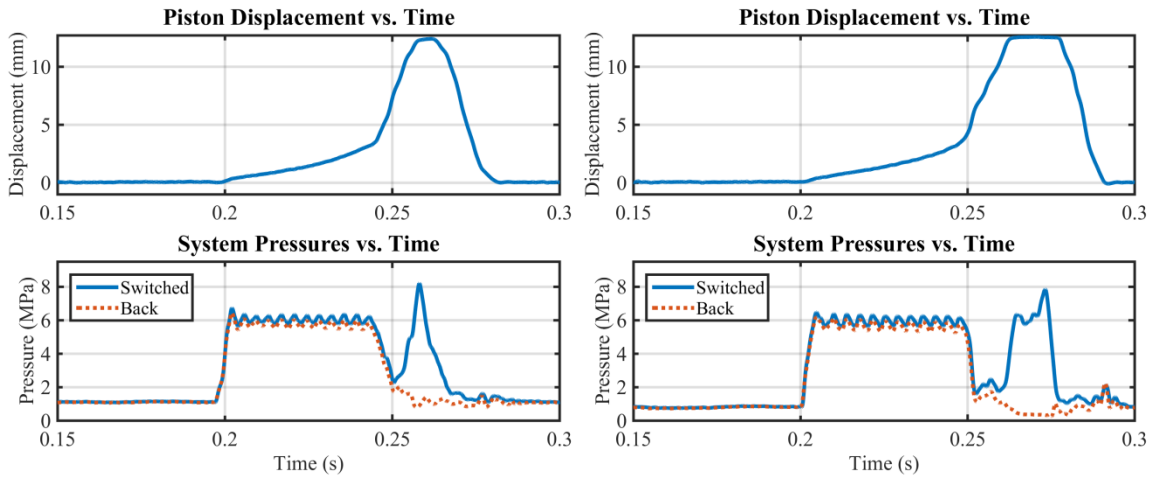 Piston Displacement vs. Time
Displacement (mm)
10
5
0
0.15 0.2 0.25 0.3
System Pressures vs. Time
Pressure (MPa)
8
6
4
2
0
Switched
Back
0.15 0.2 0.25 0.3
Time (s)
Piston Displacement vs. Time
Displacement (mm)
10
5
0
0.15 0.2 0.25 0.3
System Pressures vs. Time
Pressure (MPa)
8
6
4
2
0
Switched
Back
0.15 0.2 0.25 0.3
Time (s)